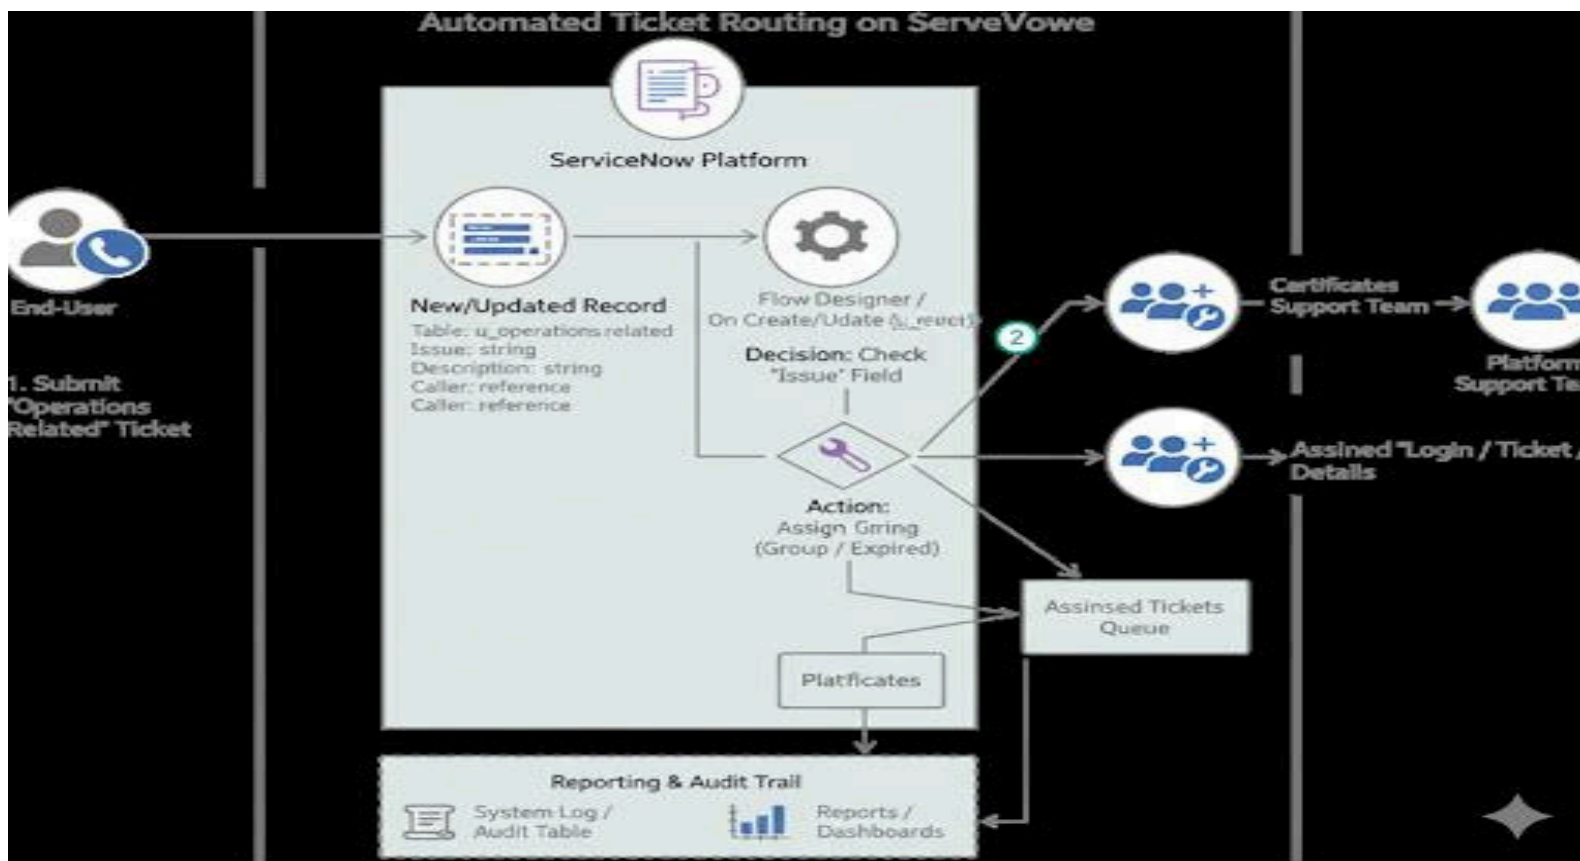 Automated Ticket Routing on ServeVowe
ServiceNow Platform
End-User
1. Submit
"Operations
Related" Ticket
New/Updated Record
Table: u_operations related
Issue: string
Description: string
Caller: reference
Caller: reference
Flow Designer /
On Create/Udate
Decision: Check
"Issue" Field
Action:
Assign Grring
(Group / Expired)
2
Certificates
Support Team
Platform
Support Te
Assined "Login / Ticket /
Details
Assinsed Tickets
Queue
Platficates
Reporting & Audit Trail
System Log /
Audit Table
Reports /
Dashboards